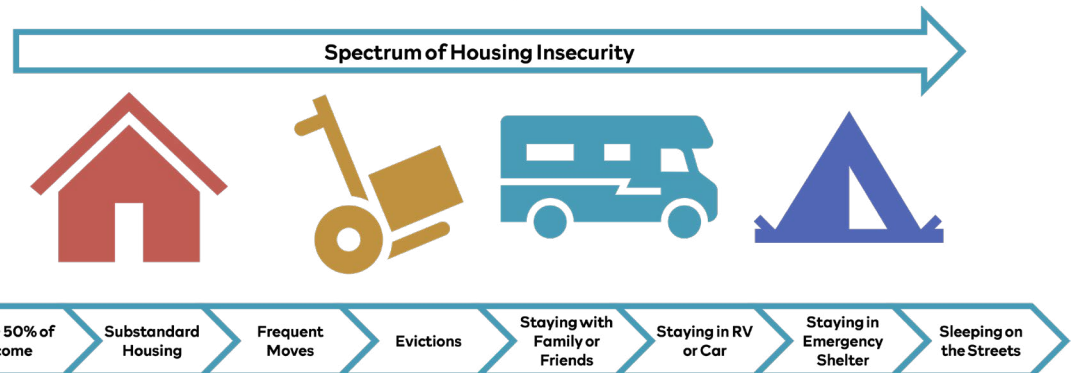 Spectrum of Housing Insecurity
50% of
come
Substandard
Housing
Frequent
Moves
Evictions
Staying with
Family or
Friends
Staying in RV
or Car
Staying in
Emergency
Shelter
Sleeping on
the Streets